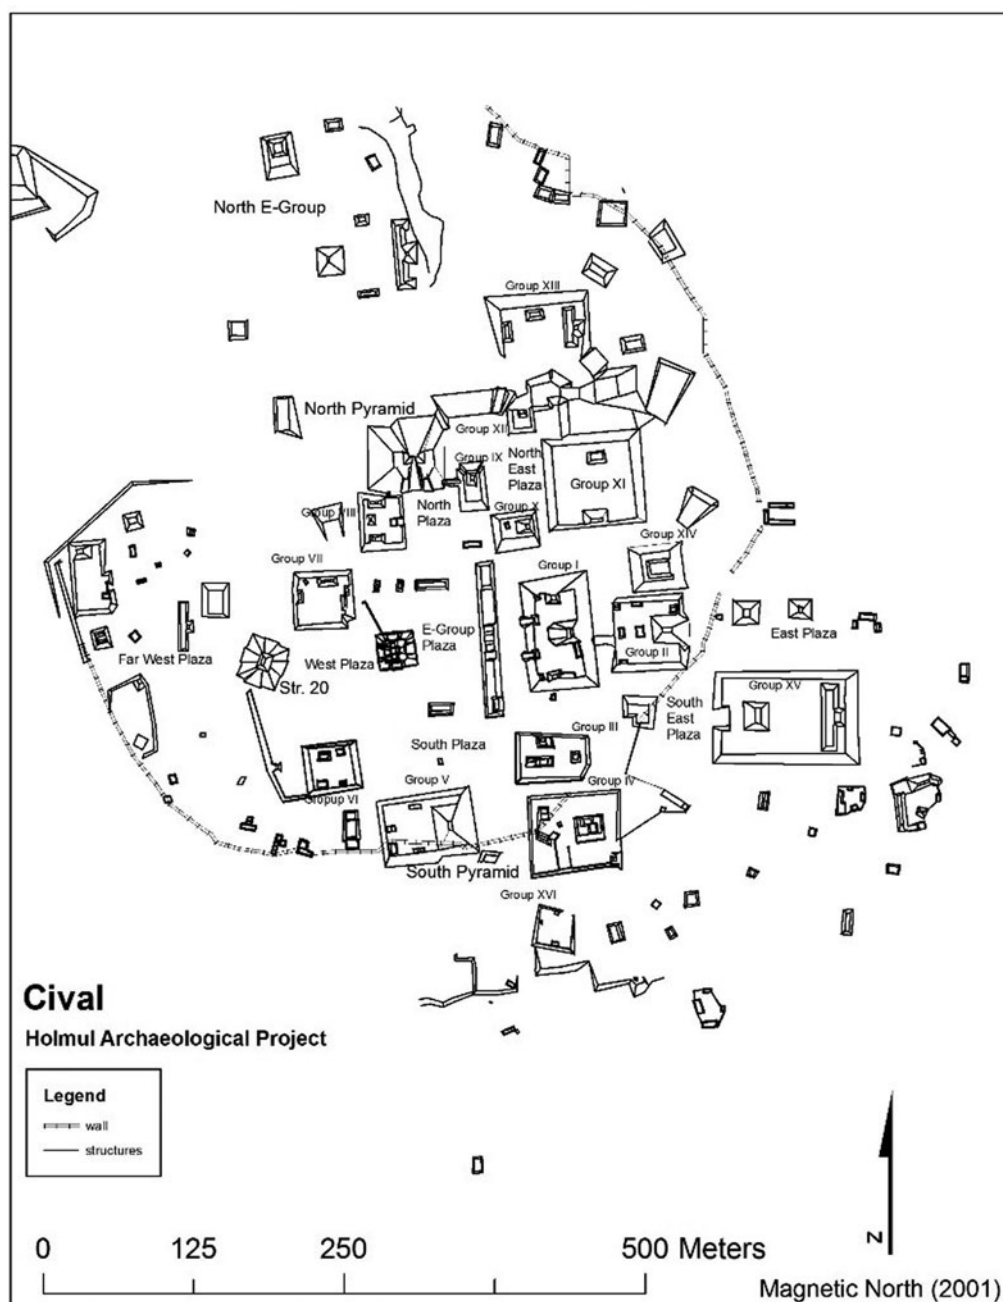 North E-Group
Group XIII
North Pyramid
Group XII
Group IX
North
East
Plaza
Group XI
North
Plaza
Group X
Group VIII
Group XIV
Group VII
Group I
E-Group
Plaza
East Plaza
Far West Plaza
West Plaza
Group II
Str. 20
Group XV
South
East
Plaza
Group III
South Plaza
Group V
Group IV
Gropup VI
South Pyramid
Group XVI
Cival
Holmul Archaeological Project
Legend
wall
structures
N
0 125 250 500 Meters
Magnetic North (2001)